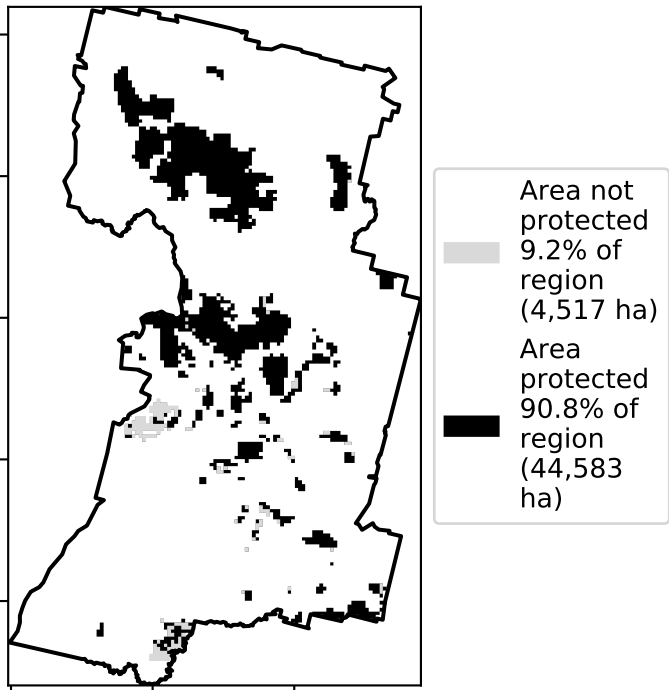 Area not
protected
9.2% of
region
(4,517 ha)
Area
protected
90.8% of
region
(44,583
ha)